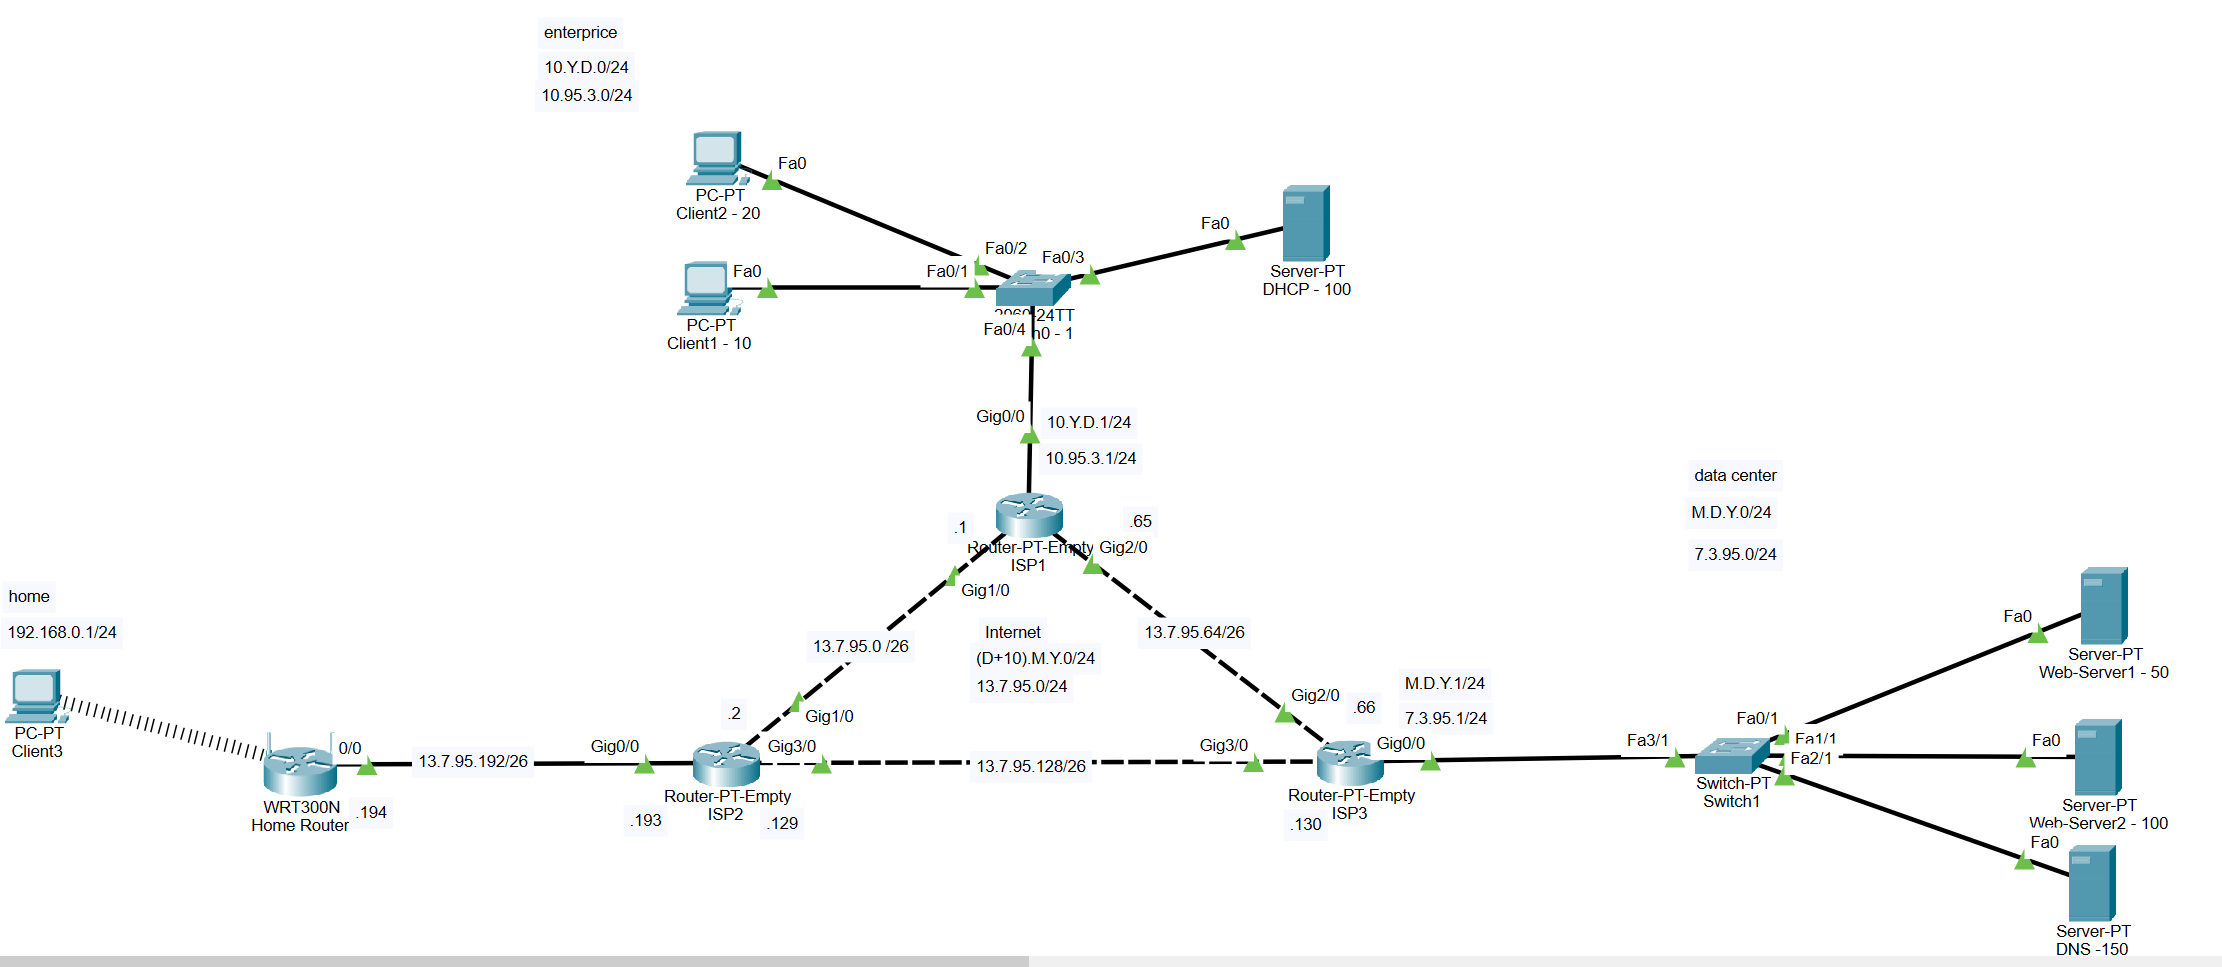 enterprice
10.Y.D.0/24
10.95.3.0/24
Fa0
PC-PT
Client2 - 20
Fa0
Server-PT
DHCP - 100
Fa0/2
Fa0/3
Fa0
Fa0/1
PC-PT
Client1 - 10
24TT
Fa0/4
- 1
Gig0/0
10.Y.D.1/24
10.95.3.1/24
.1
.65
Router-PT-Empty
ISP1
Gig2/0
Gig1/0
data center
M.D.Y.0/24
7.3.95.0/24
home
192.168.0.1/24
PC-PT
Client3
13.7.95.0 /26
Internet
(D+10).M.Y.0/24
13.7.95.0/24
13.7.95.64/26
Fa0
Server-PT
Web-Server1 - 50
M.D.Y.1/24
7.3.95.1/24
Gig2/0
.66
.2
Gig1/0
0/0
13.7.95.192/26
Gig0/0
Gig3/0
13.7.95.128/26
Gig3/0
Gig0/0
Fa3/1
Fa0/1
Fa1/1
Fa2/1
Fa0
WRT300N
Home Router
.194
Router-PT-Empty
ISP2
.193
.129
Router-PT-Empty
ISP3
.130
Switch-PT
Switch1
Server-PT
Web-Server2 - 100
Fa0
Server-PT
DNS -150